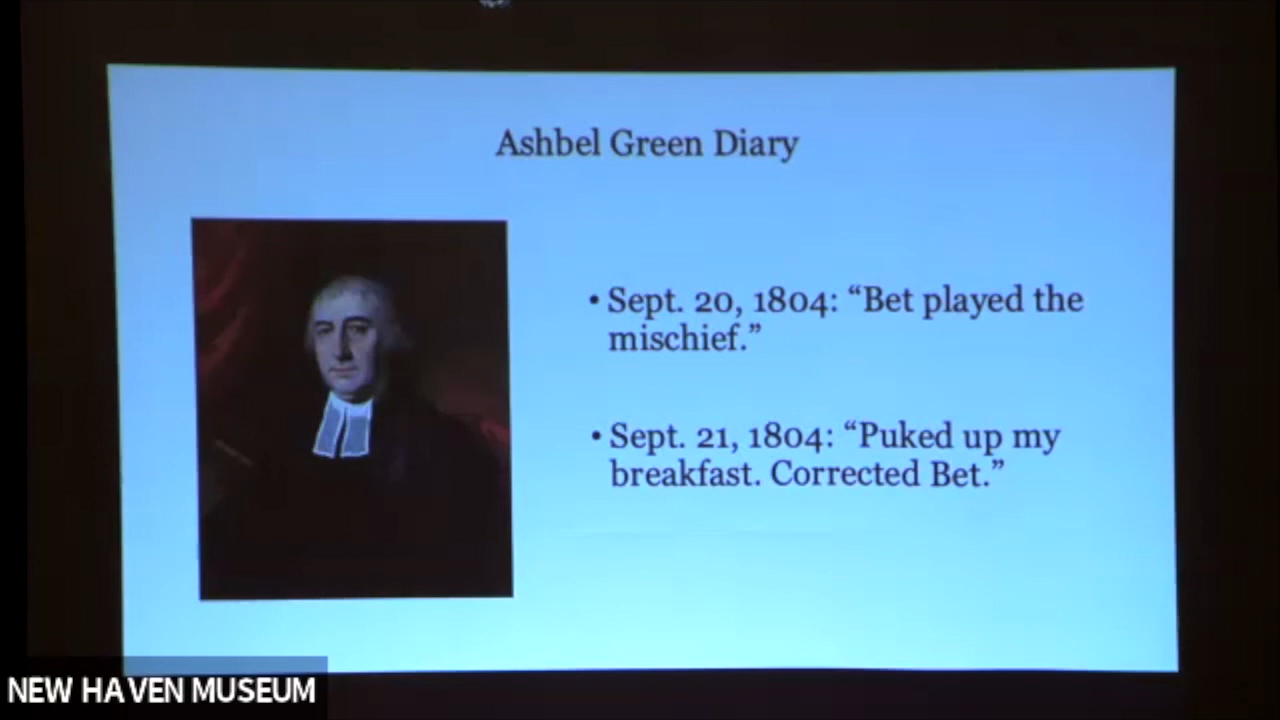 Ashbel Green Diary
• Sept. 20, 1804: “Bet played the
mischief.”
• Sept. 21, 1804: “Puked up my
breakfast. Corrected Bet.”
NEW HAVEN MUSEUM